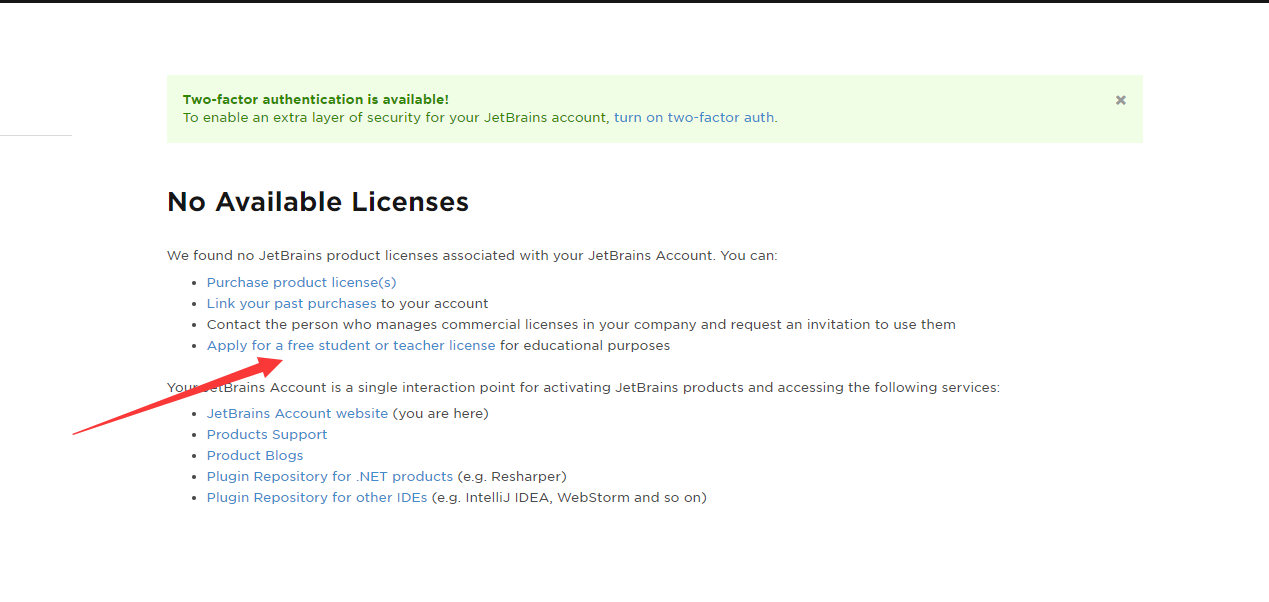 Two-factor authentication is available!
To enable an extra layer of security for your JetBrains account, turn on two-factor auth.
No Available Licenses
We found no JetBrains product licenses associated with your JetBrains Account. You can:
Purchase product license(s)
Link your past purchases to your account
Contact the person who manages commercial licenses in your company and request an invitation to use them
Apply for a free student or teacher license for educational purposes
Your JetBrains Account is a single interaction point for activating JetBrains products and accessing the following services:
JetBrains Account website (you are here)
Products Support
Product Blogs
Plugin Repository for .NET products (e.g. Resharper)
Plugin Repository for other IDEs (e.g. IntelliJ IDEA, WebStorm and so on)